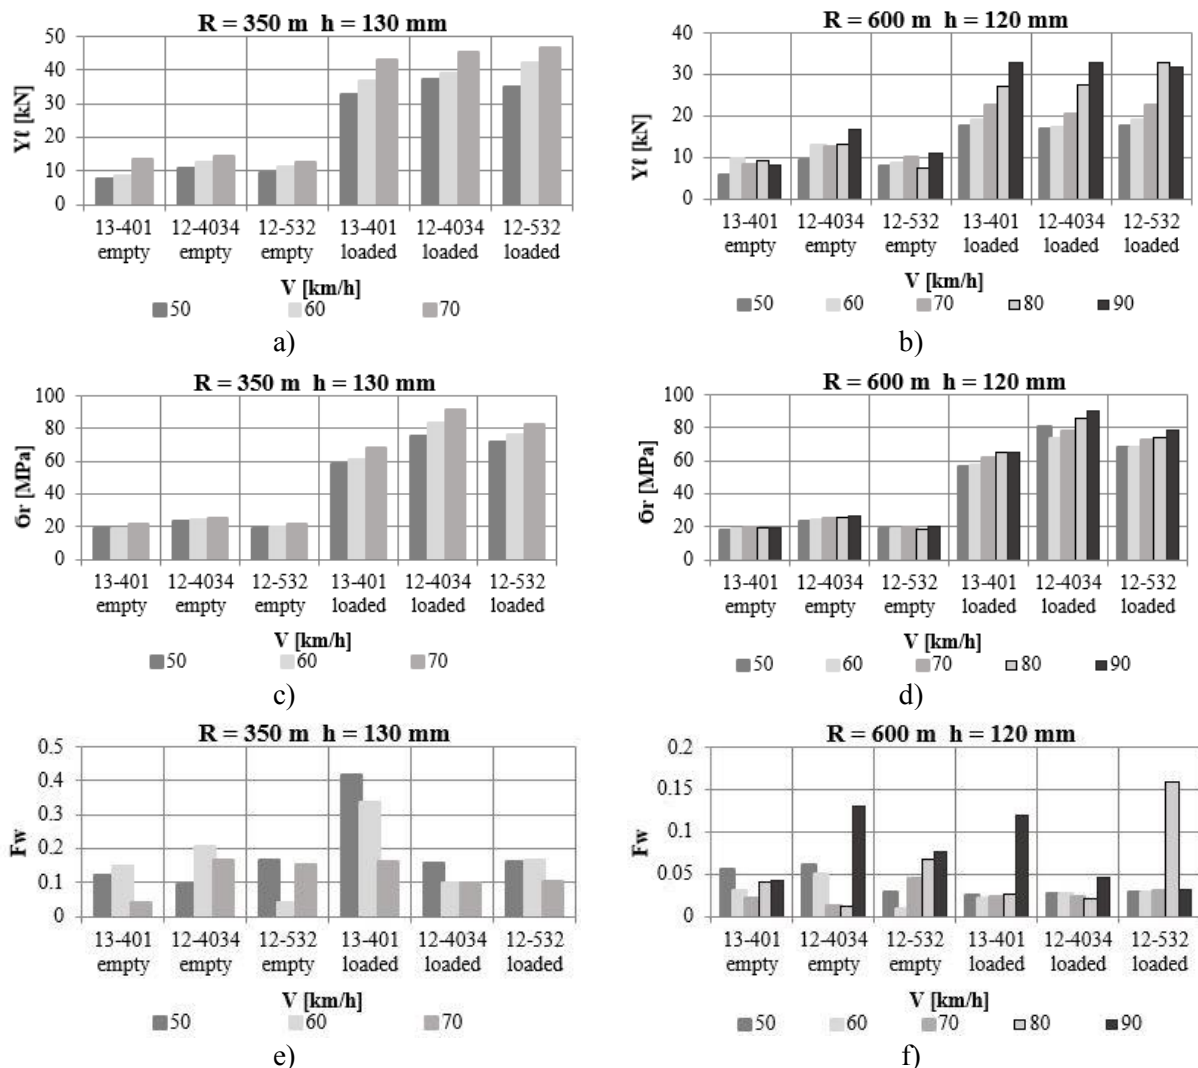 R = 350 m h = 130 mm
Yℓ [kN]
50
40
30
20
10
0
13-401 empty
12-4034 empty
12-532 empty
13-401 loaded
12-4034 loaded
12-532 loaded
V [km/h]
50 60 70
a)
R = 600 m h = 120 mm
Yℓ [kN]
40
30
20
10
0
13-401 empty
12-4034 empty
12-532 empty
13-401 loaded
12-4034 loaded
12-532 loaded
V [km/h]
50 60 70 80 90
b)
R = 350 m h = 130 mm
Ϭr [MPa]
100
80
60
40
20
0
13-401 empty
12-4034 empty
12-532 empty
13-401 loaded
12-4034 loaded
12-532 loaded
V [km/h]
50 60 70
c)
R = 600 m h = 120 mm
Ϭr [MPa]
100
80
60
40
20
0
13-401 empty
12-4034 empty
12-532 empty
13-401 loaded
12-4034 loaded
12-532 loaded
V [km/h]
50 60 70 80 90
d)
R = 350 m h = 130 mm
Fw
0.5
0.4
0.3
0.2
0.1
0
13-401 empty
12-4034 empty
12-532 empty
13-401 loaded
12-4034 loaded
12-532 loaded
V [km/h]
50 60 70
e)
R = 600 m h = 120 mm
Fw
0.2
0.15
0.1
0.05
0
13-401 empty
12-4034 empty
12-532 empty
13-401 loaded
12-4034 loaded
12-532 loaded
V [km/h]
50 60 70 80 90
f)